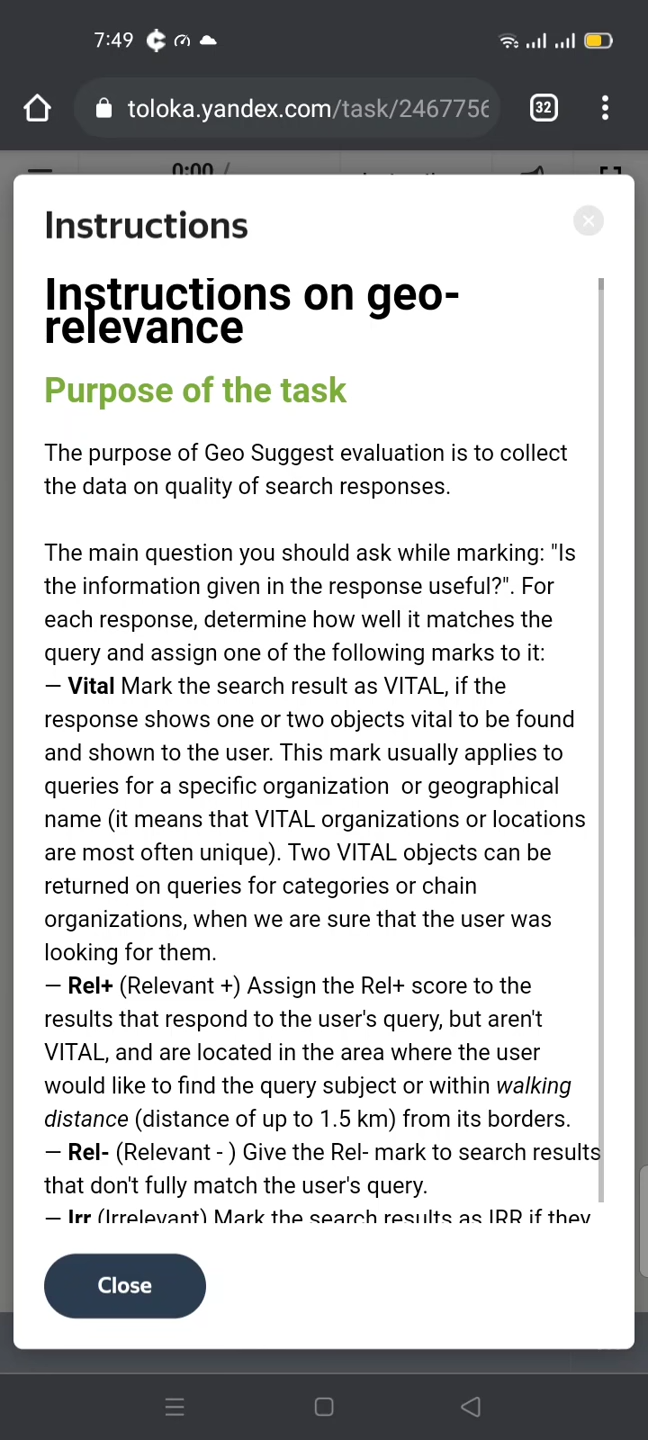 7:49
toloka.yandex.com/task/2467756
32
0:00 /
Instructions
Instructions on geo-
relevance
Purpose of the task
The purpose of Geo Suggest evaluation is to collect
the data on quality of search responses.
The main question you should ask while marking: "Is
the information given in the response useful?". For
each response, determine how well it matches the
query and assign one of the following marks to it:
— Vital Mark the search result as VITAL, if the
response shows one or two objects vital to be found
and shown to the user. This mark usually applies to
queries for a specific organization  or geographical
name (it means that VITAL organizations or locations
are most often unique). Two VITAL objects can be
returned on queries for categories or chain
organizations, when we are sure that the user was
looking for them.
— Rel+ (Relevant +) Assign the Rel+ score to the
results that respond to the user's query, but aren't
VITAL, and are located in the area where the user
would like to find the query subject or within walking
distance (distance of up to 1.5 km) from its borders.
— Rel- (Relevant - ) Give the Rel- mark to search results
that don't fully match the user's query.
— Irr (Irrelevant) Mark the search results as IRR if they
Close